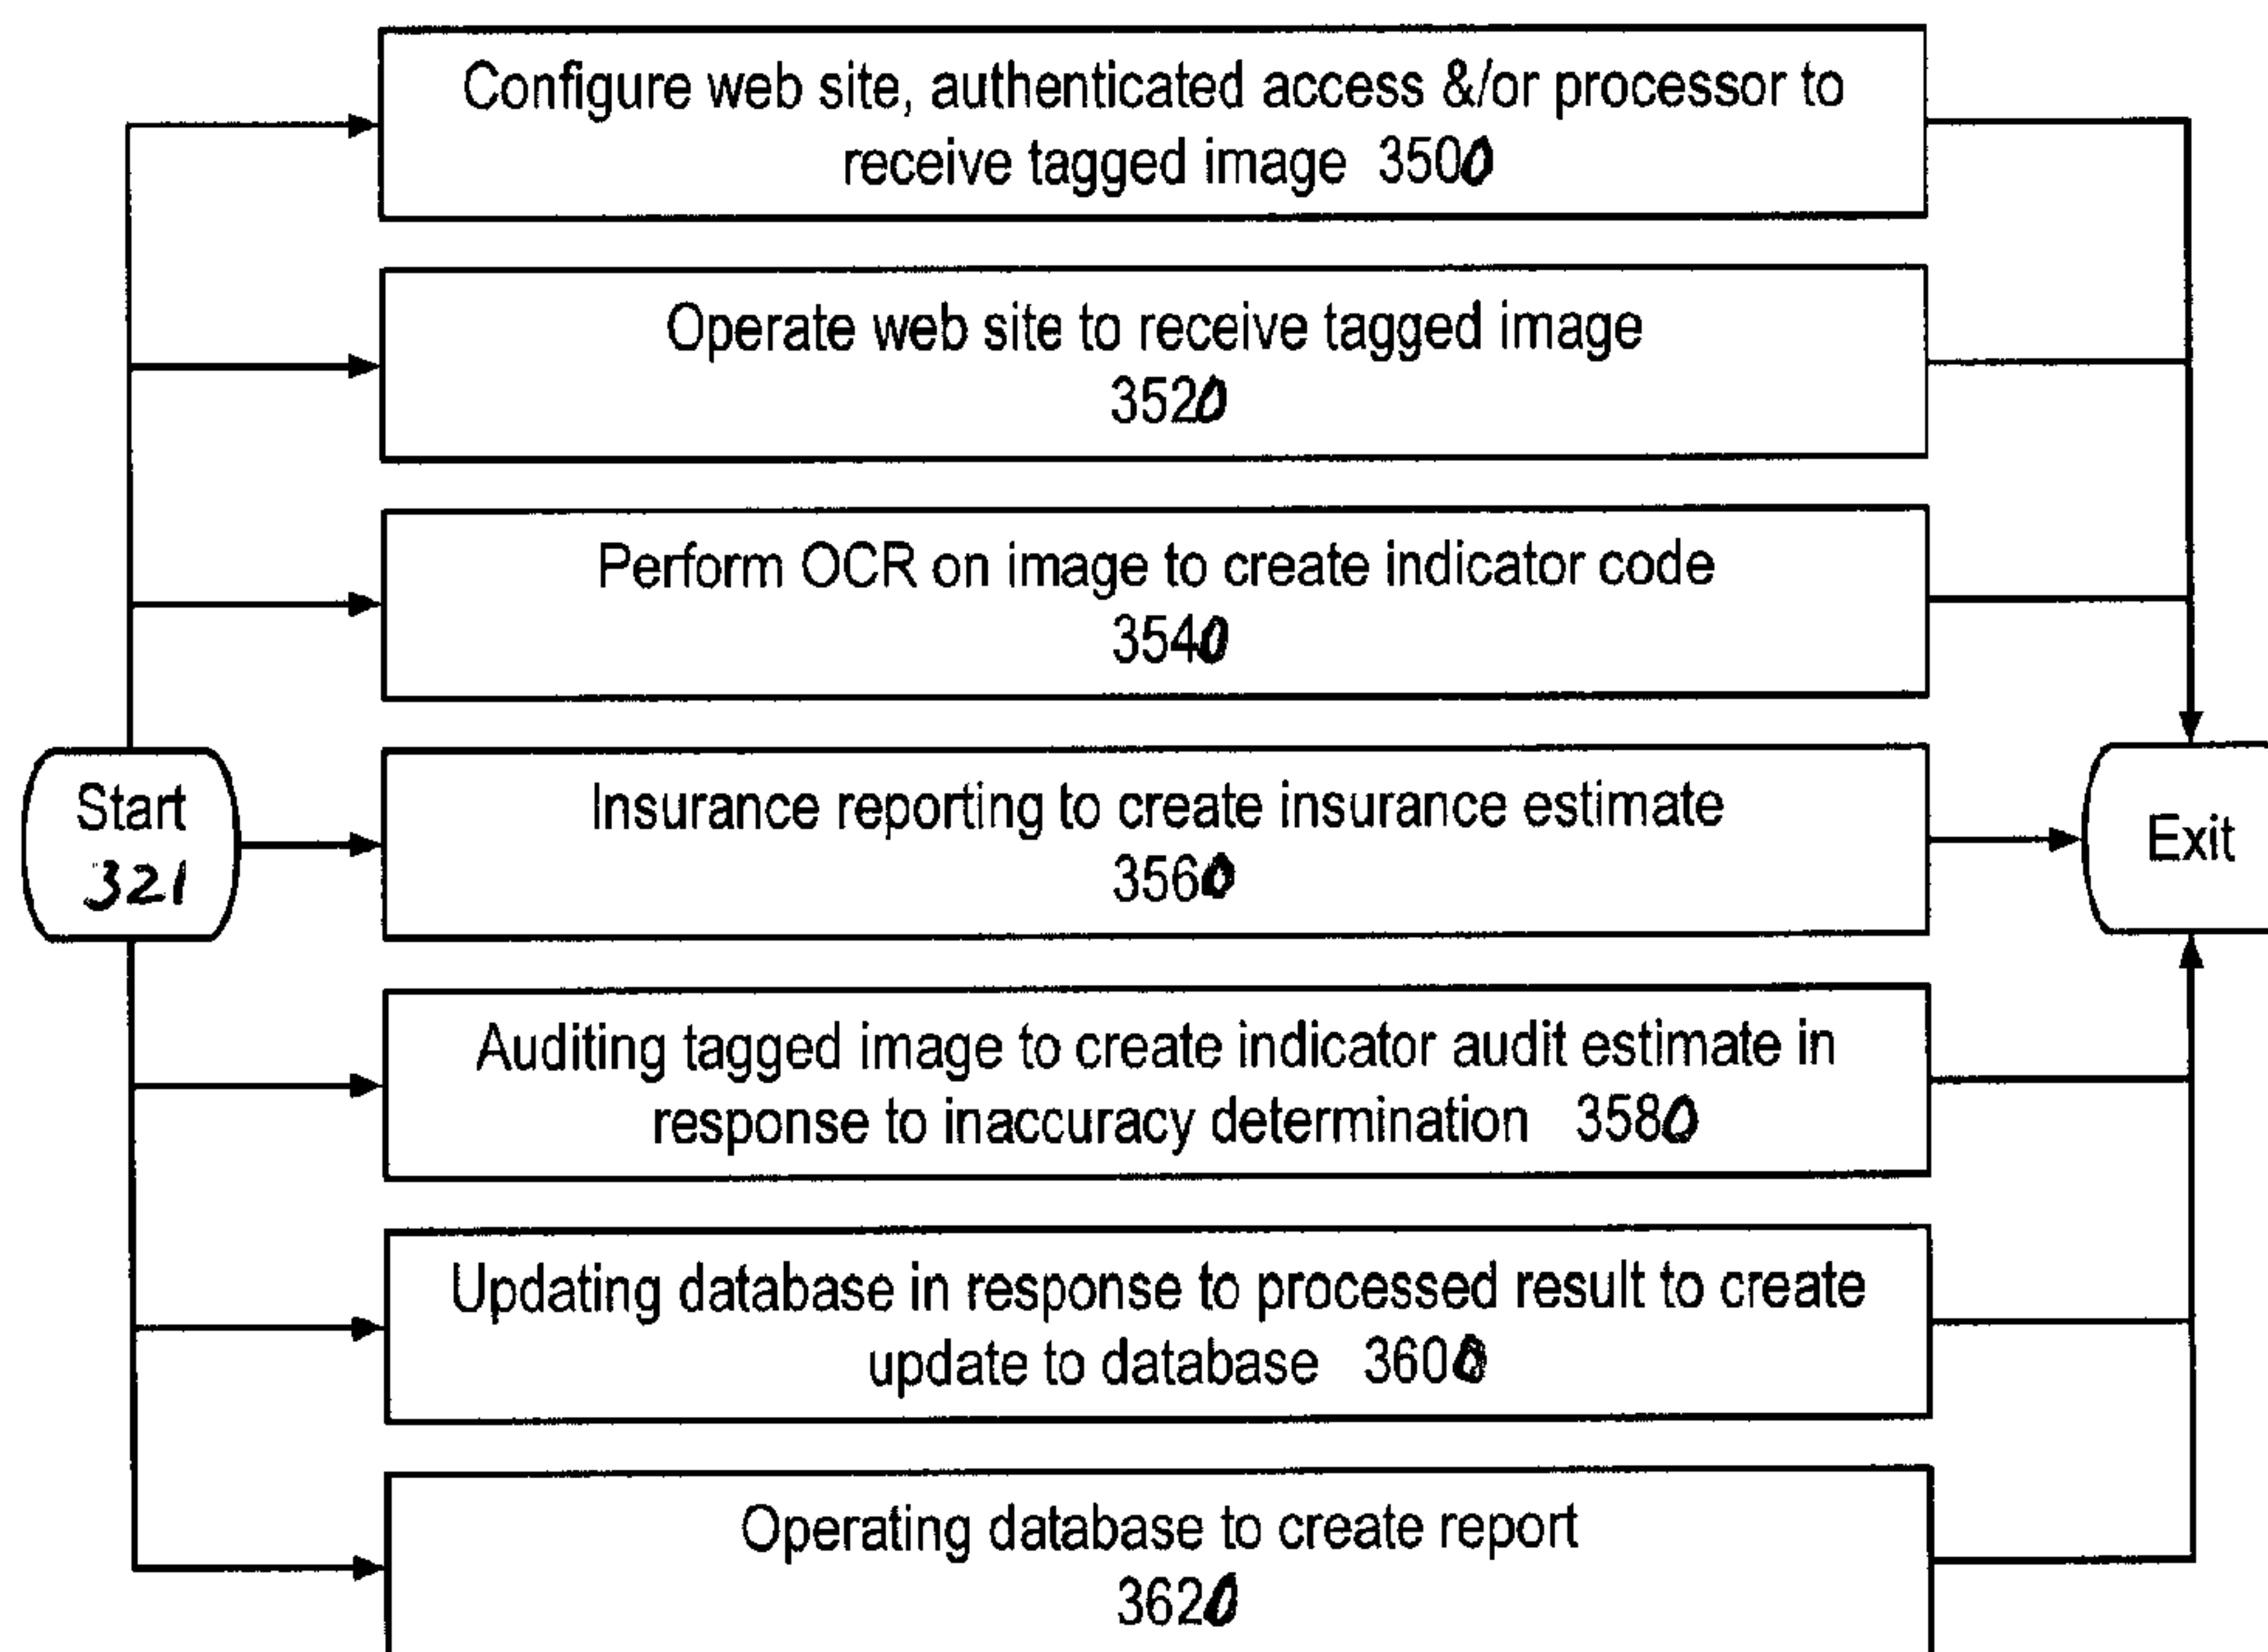 Configure web site, authenticated access &/or processor to
receive tagged image 3500
Operate web site to receive tagged image
3520
Perform OCR on image to create indicator code
3540
Start
321
Insurance reporting to create insurance estimate
3560
Exit
Auditing tagged image to create indicator audit estimate in
response to inaccuracy determination 3580
Updating database in response to processed result to create
update to database 3600
Operating database to create report
3620